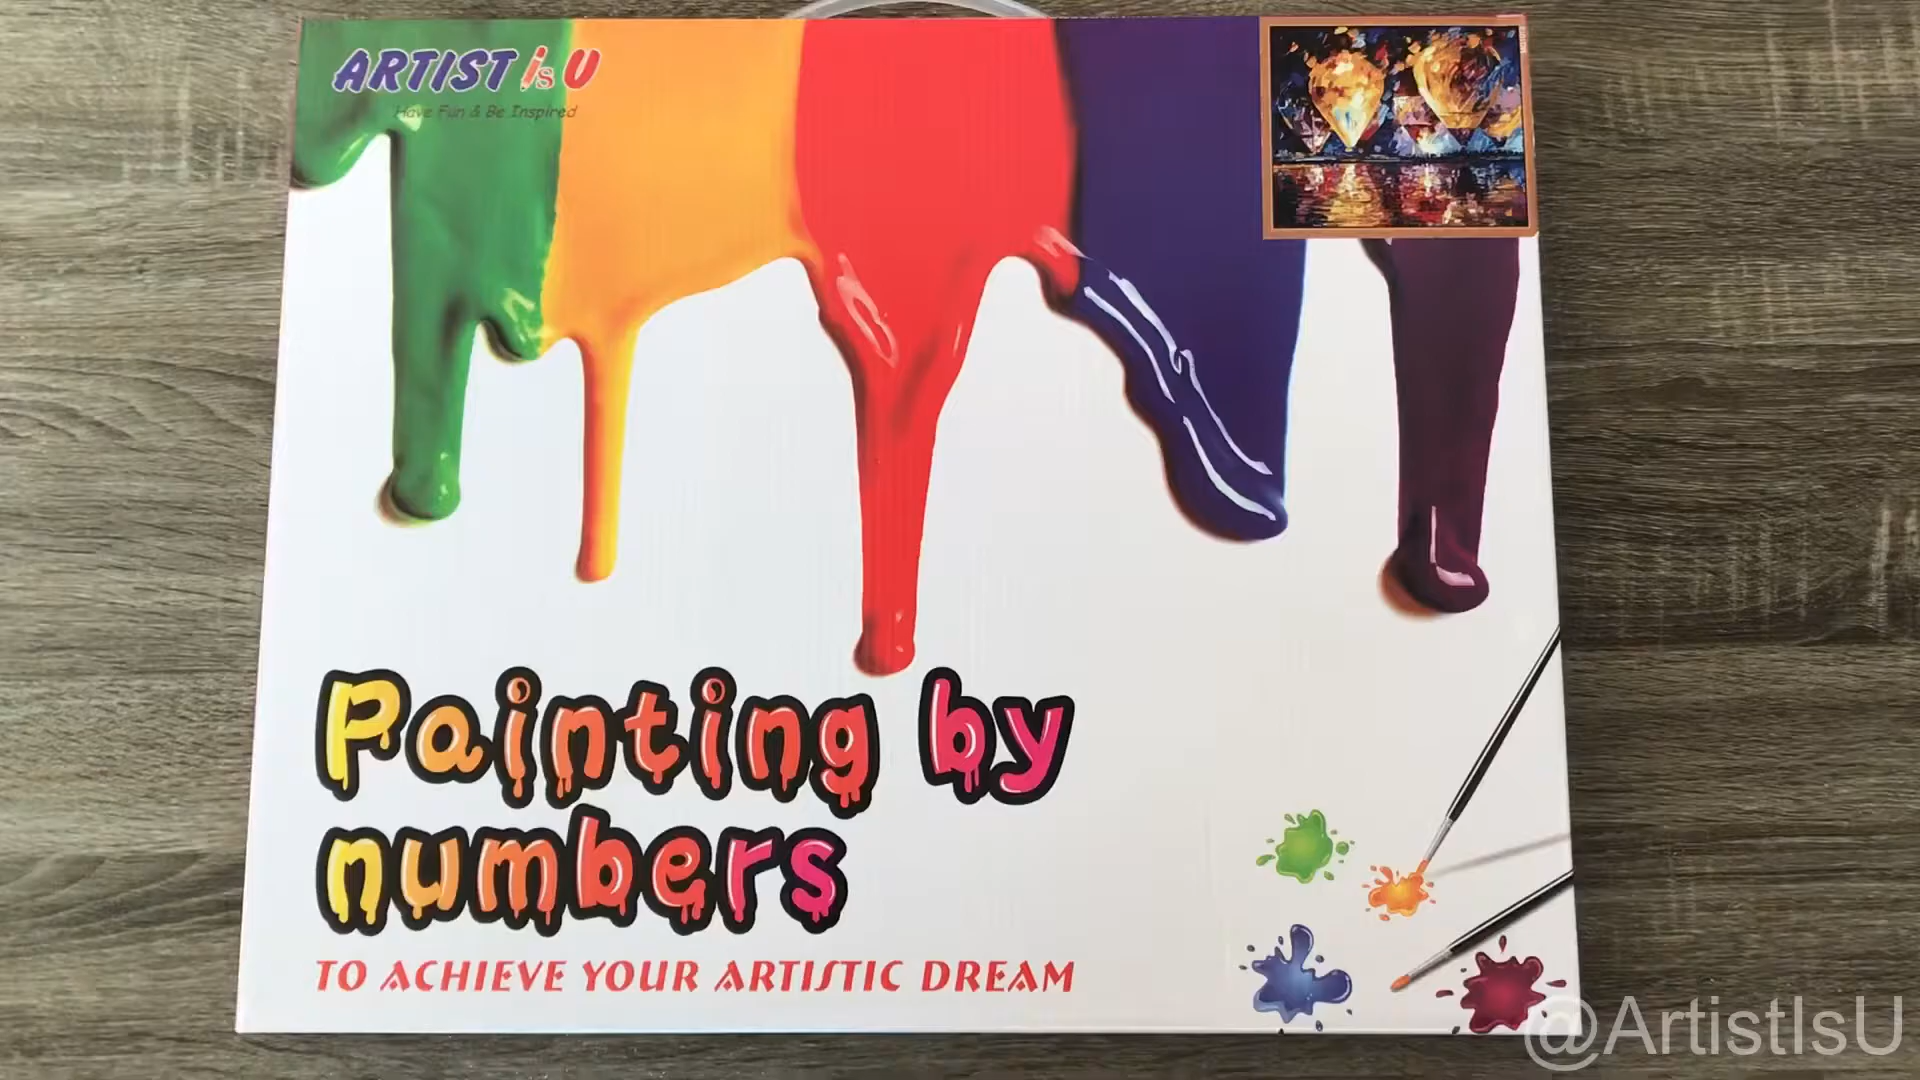 ARTIST is U
Have Fun & Be Inspired
Painting by
numbers
TO ACHIEVE YOUR ARTISTIC DREAM
@ArtistIsU